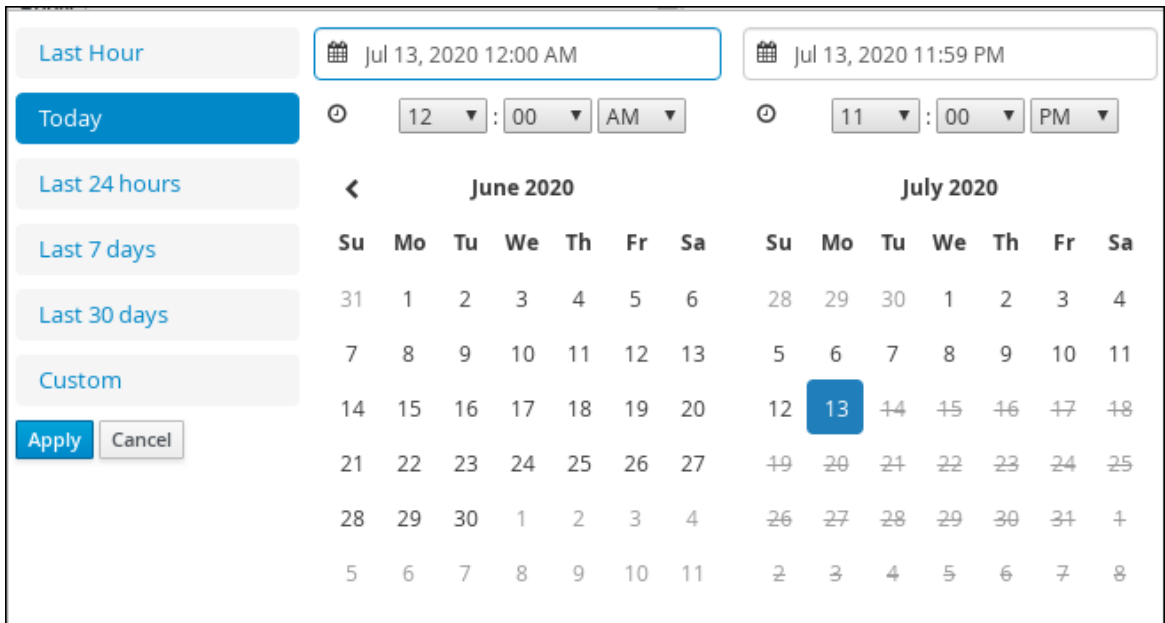 Last Hour
Today
Last 24 hours
Last 7 days
Last 30 days
Custom
Apply Cancel
Jul 13, 2020 12:00 AM
12 : 00 AM
June 2020
Su Mo Tu We Th Fr Sa
31 1 2 3 4 5 6
7 8 9 10 11 12 13
14 15 16 17 18 19 20
21 22 23 24 25 26 27
28 29 30 1 2 3 4
5 6 7 8 9 10 11
Jul 13, 2020 11:59 PM
11 : 00 PM
July 2020
Su Mo Tu We Th Fr Sa
28 29 30 1 2 3 4
5 6 7 8 9 10 11
12 13 14 15 16 17 18
19 20 21 22 23 24 25
26 27 28 29 30 31 1
2 3 4 5 6 7 8